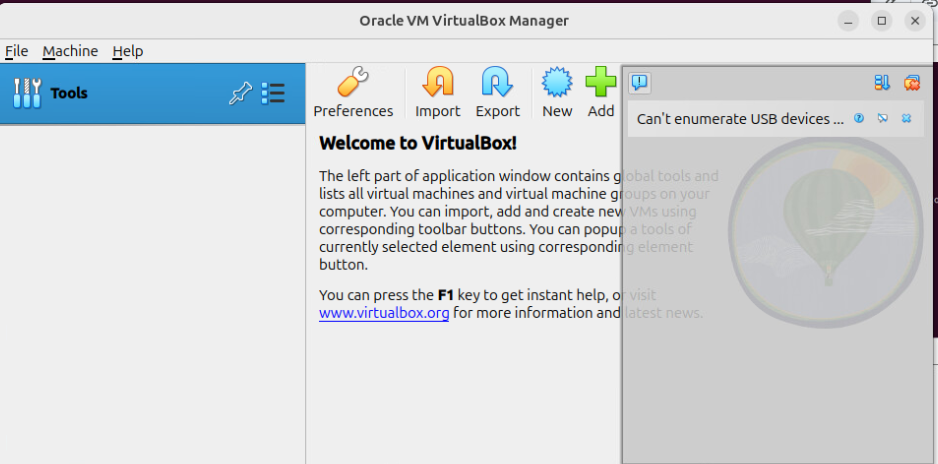 Oracle VM VirtualBox Manager
File Machine Help
Tools
Preferences Import Export New Add
Can't enumerate USB devices ...
Welcome to VirtualBox!
The left part of application window contains global tools and
lists all virtual machines and virtual machine groups on your
computer. You can import, add and create new VMs using
corresponding toolbar buttons. You can popup a tools of
currently selected element using corresponding element
button.
You can press the F1 key to get instant help, or visit
www.virtualbox.org for more information and latest news.